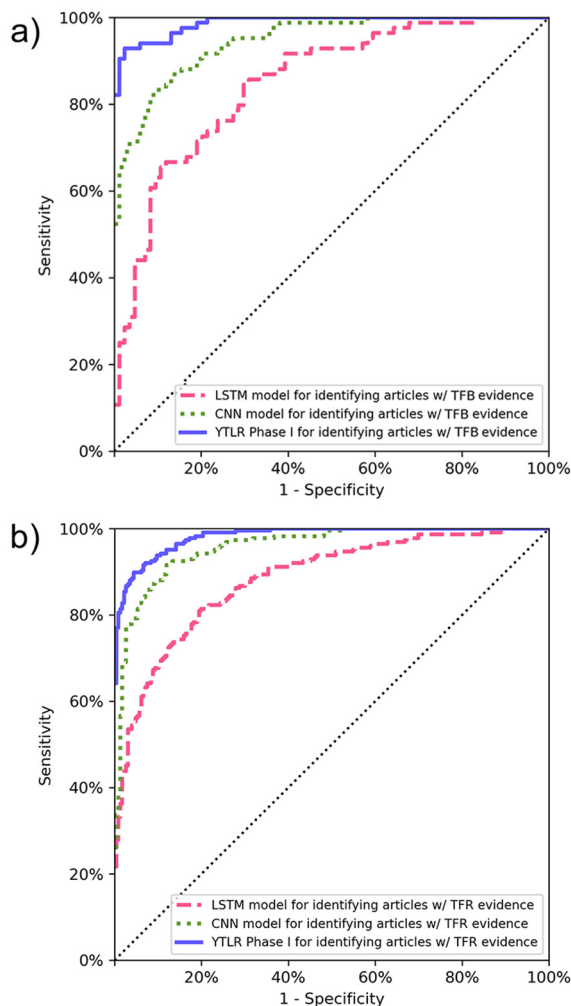 a)
100%
80%
60%
40%
20%
0%
Sensitivity
LSTM model for identifying articles w/ TFB evidence
CNN model for identifying articles w/ TFB evidence
YTLR Phase I for identifying articles w/ TFB evidence
20% 40% 60% 80% 100%
1 - Specificity
b)
100%
80%
60%
40%
20%
0%
Sensitivity
LSTM model for identifying articles w/ TFR evidence
CNN model for identifying articles w/ TFR evidence
YTLR Phase I for identifying articles w/ TFR evidence
20% 40% 60% 80% 100%
1 - Specificity